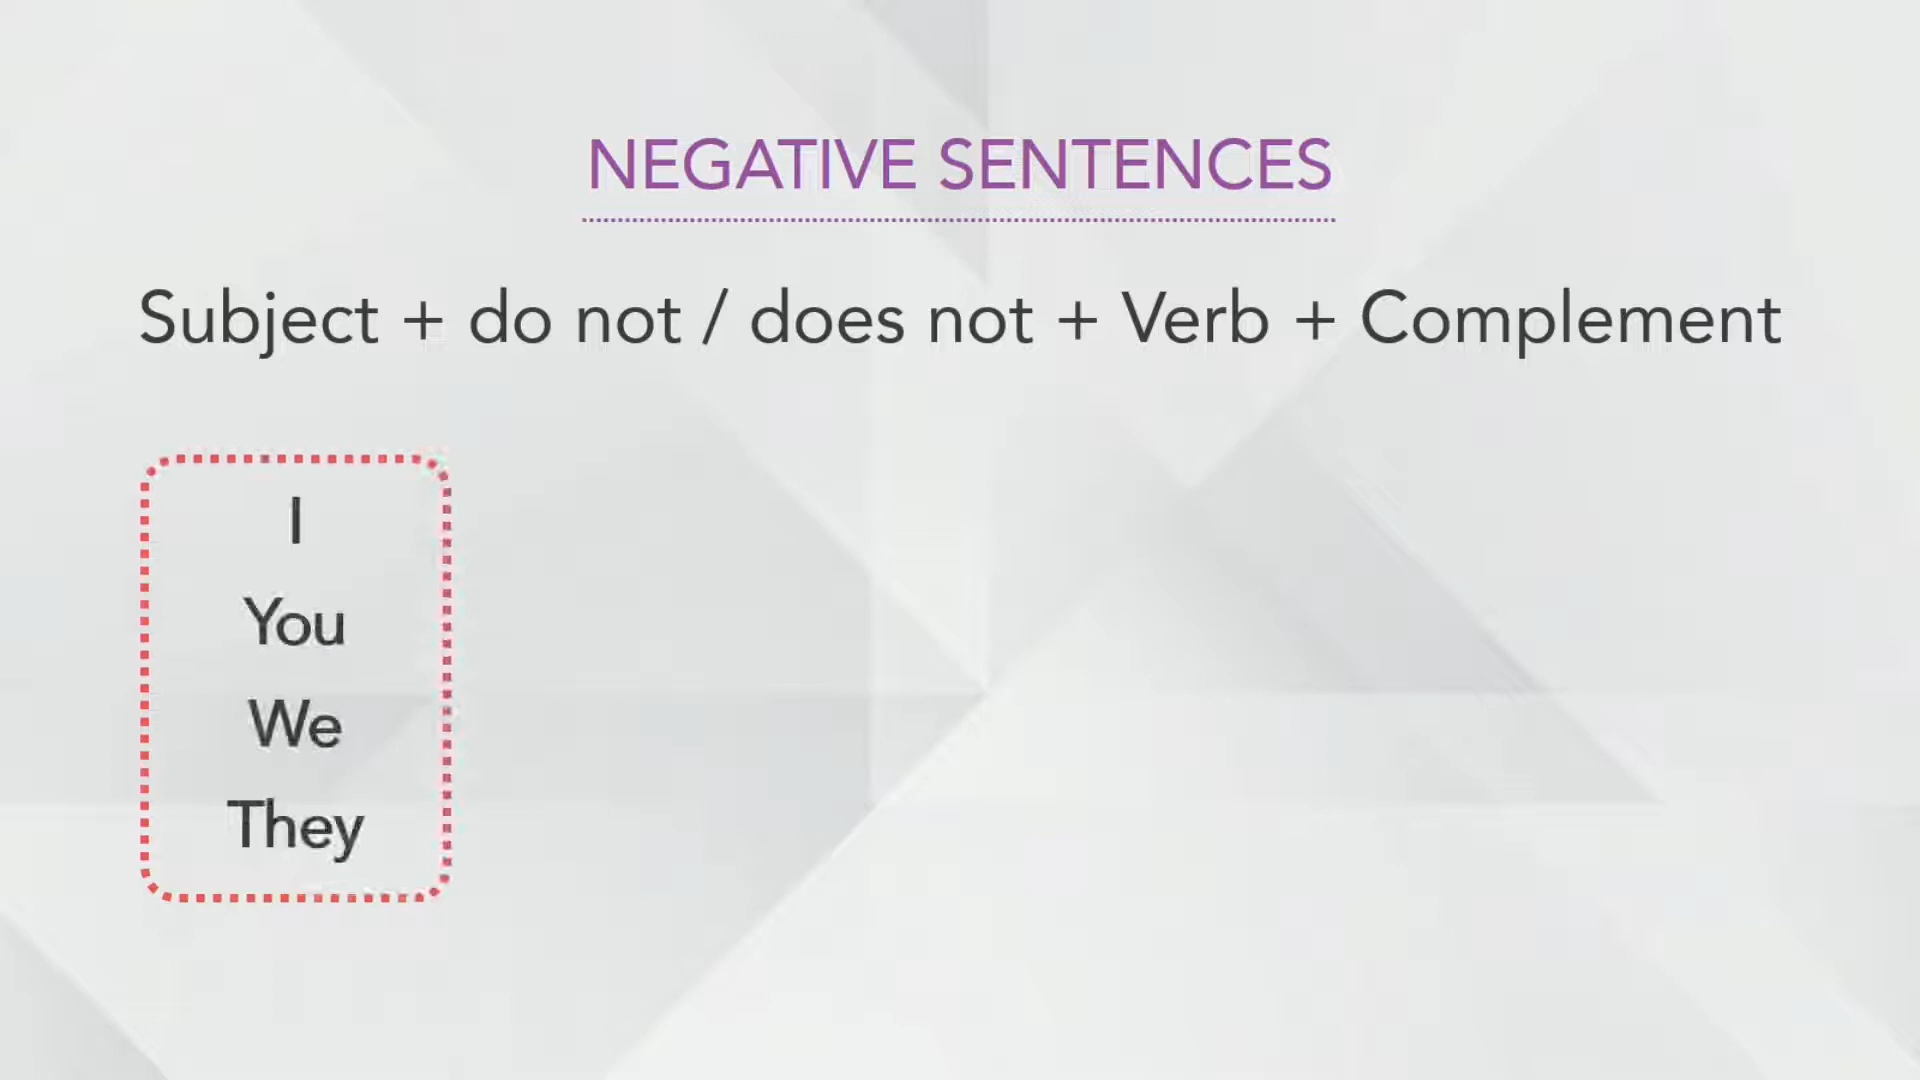 NEGATIVE SENTENCES
Subject + do not / does not + Verb + Complement
I
You
We
They